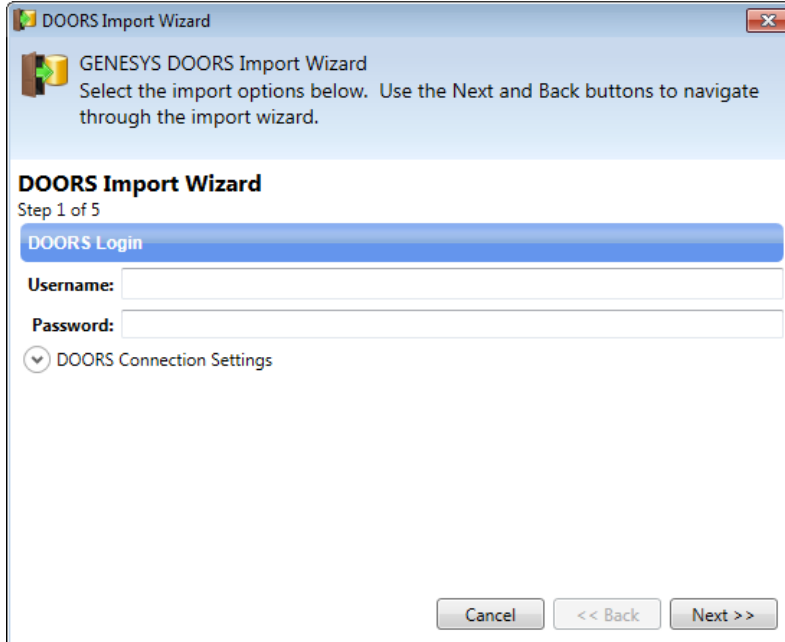 DOORS Import Wizard
GENESYS DOORS Import Wizard
Select the import options below.  Use the Next and Back buttons to navigate
through the import wizard.
DOORS Import Wizard
Step 1 of 5
DOORS Login
Username:
Password:
DOORS Connection Settings
Cancel
<< Back
Next >>